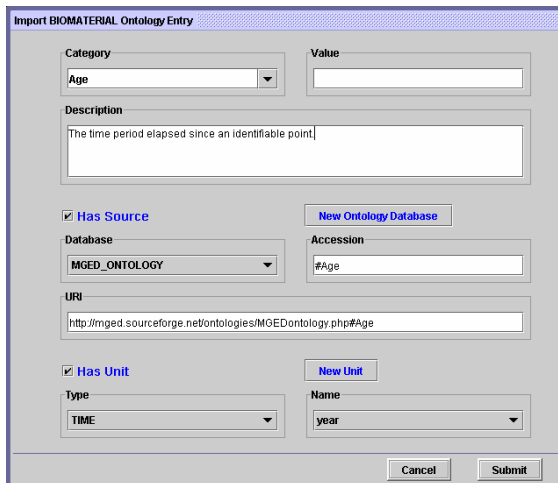 Import BIOMATERIAL Ontology Entry
Category
Value
Age
Description
The time period elapsed since an identifiable point.
Has Source
New Ontology Database
Database
Accession
MGED_ONTOLOGY
#Age
URI
http://mged.sourceforge.net/ontologies/MGEDontology.php#Age
Has Unit
New Unit
Type
Name
TIME
year
Cancel
Submit